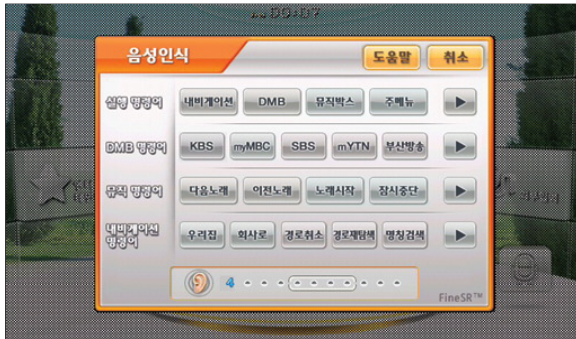 음성인식 도움말 취소
실행 명령어 내비게이션 DMB 뮤직박스 주메뉴
DMB 명령어 KBS myMBC SBS mYTN 부산방송
뮤직 명령어 다음노래 이전노래 노래시작 잠시중단
내비게이션
명령어 우리집 회사로 경로취소 경로재탐색 명칭검색
4
FineSR™